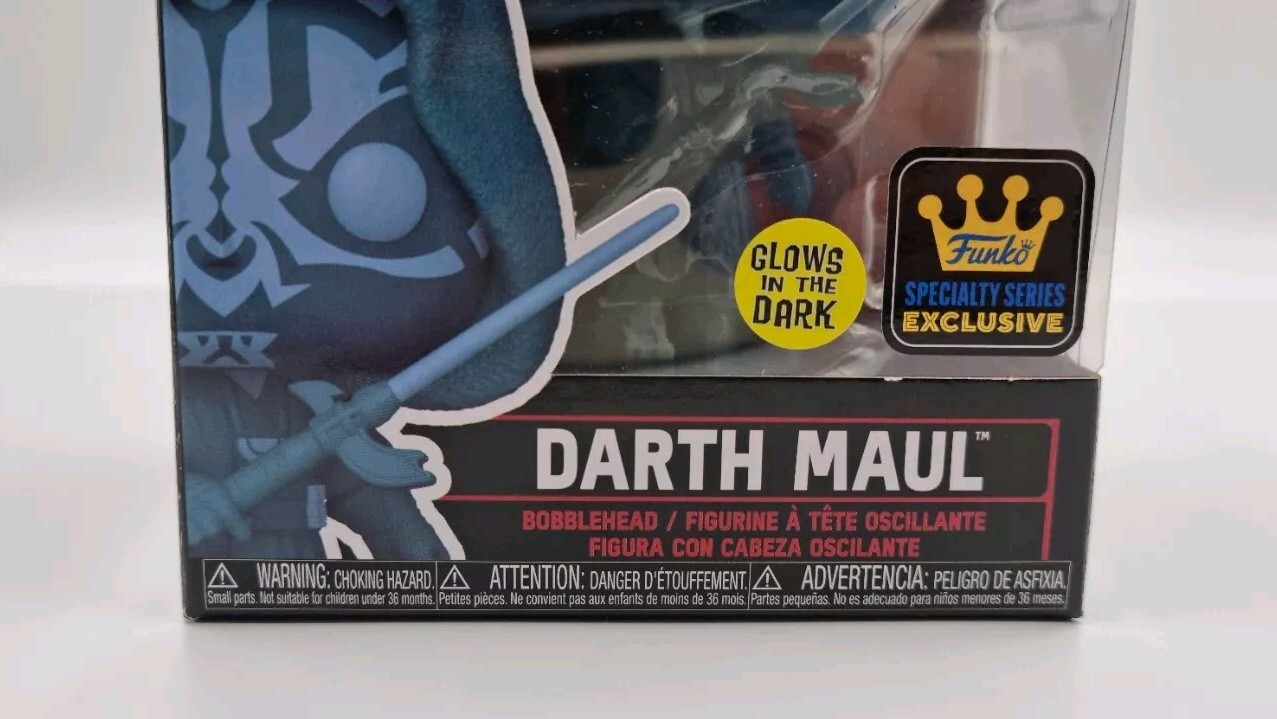 GLOWS
IN THE
DARK
Funko
SPECIALTY SERIES
EXCLUSIVE
DARTH MAUL™
BOBBLEHEAD / FIGURINE À TÊTE OSCILLANTE
FIGURA CON CABEZA OSCILANTE
WARNING: CHOKING HAZARD.
Small parts. Not suitable for children under 36 months.
ATTENTION: DANGER D'ÉTOUFFEMENT.
Petites pièces. Ne convient pas aux enfants de moins de 36 mois.
ADVERTENCIA: PELIGRO DE ASFIXIA.
Partes pequeñas. No es adecuado para niños menores de 36 meses.